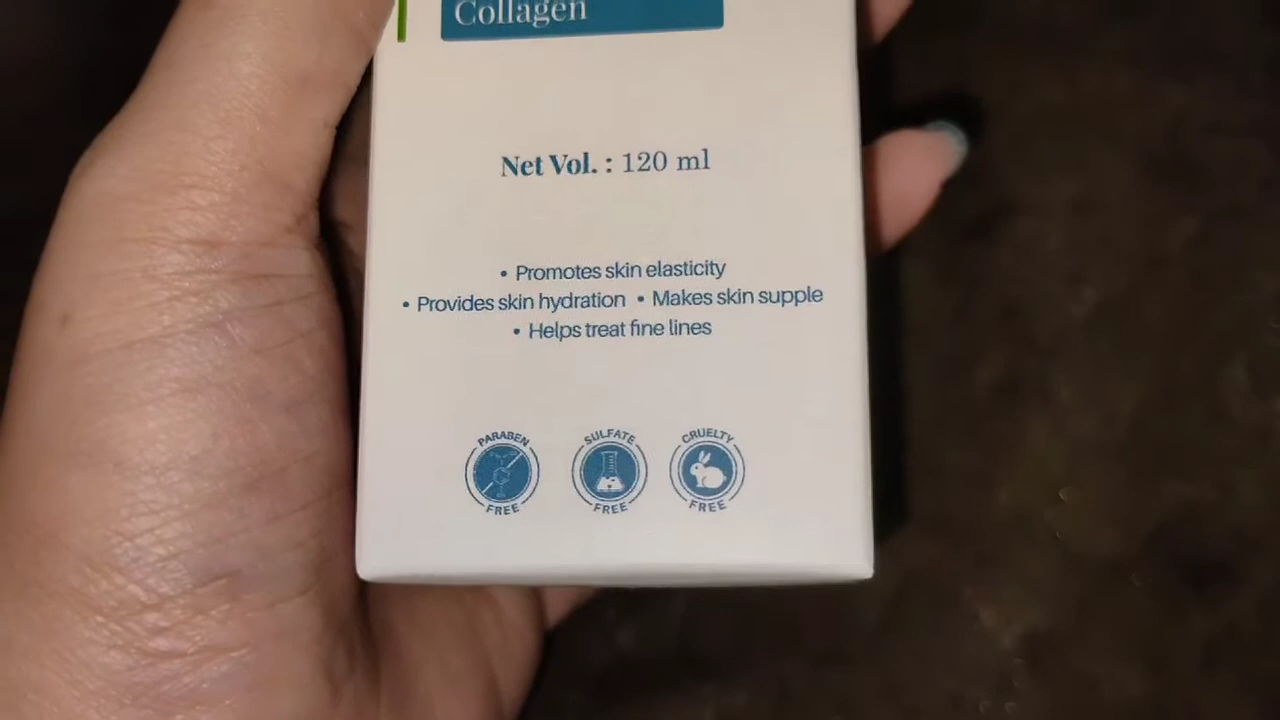 Collagen
Net Vol. : 120 ml
• Promotes skin elasticity
• Provides skin hydration • Makes skin supple
• Helps treat fine lines
PARABEN FREE
SULFATE FREE
CRUELTY FREE